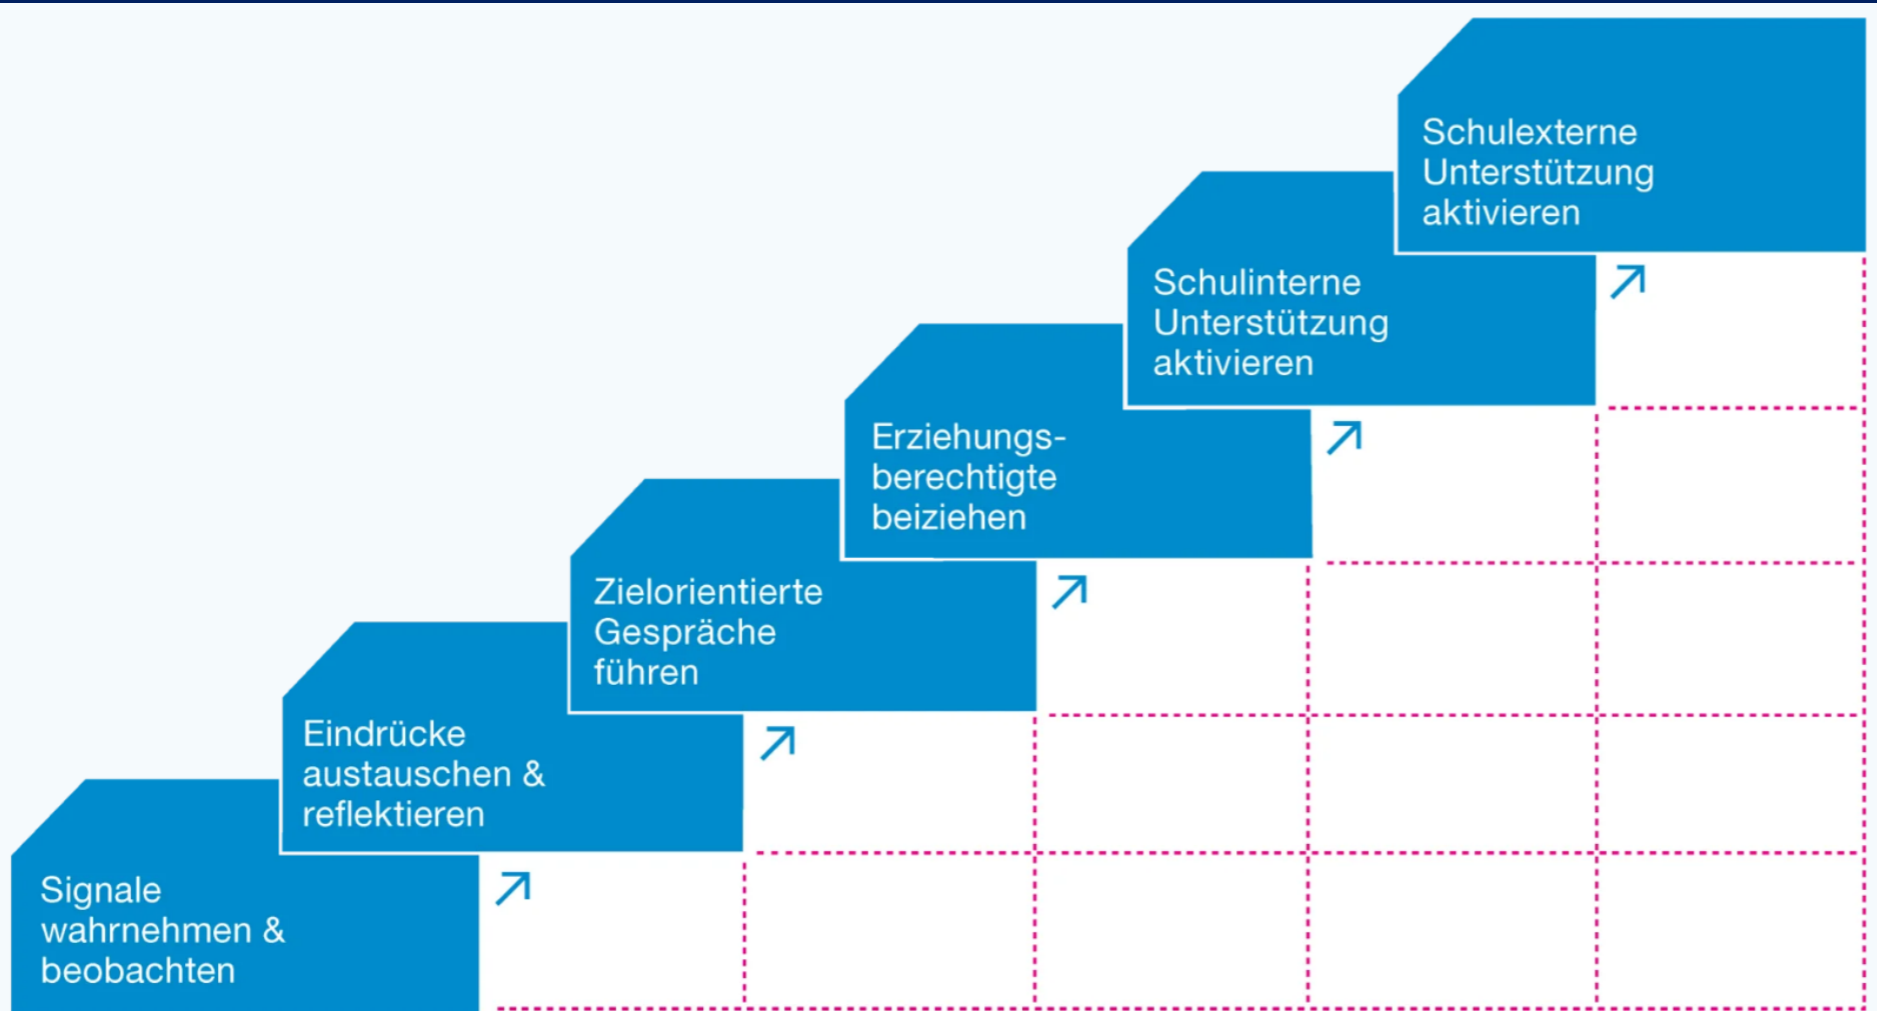 Schulexterne
Unterstützung
aktivieren
Schulinterne
Unterstützung
aktivieren
Erziehungs-
berechtigte
beiziehen
Zielorientierte
Gespräche
führen
Eindrücke
austauschen &
reflektieren
Signale
wahrnehmen &
beobachten